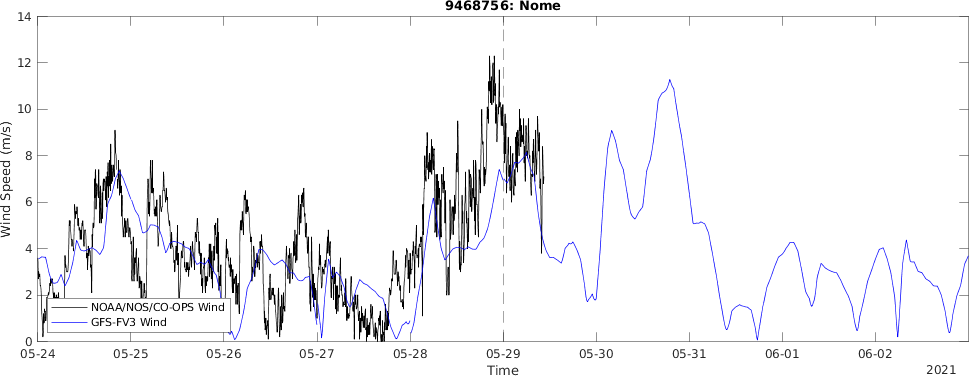 9468756: Nome
14
12
10
8
6
4
2
0
Wind Speed (m/s)
NOAA/NOS/CO-OPS Wind
GFS-FV3 Wind
05-24 05-25 05-26 05-27 05-28 05-29 05-30 05-31 06-01 06-02
Time
2021